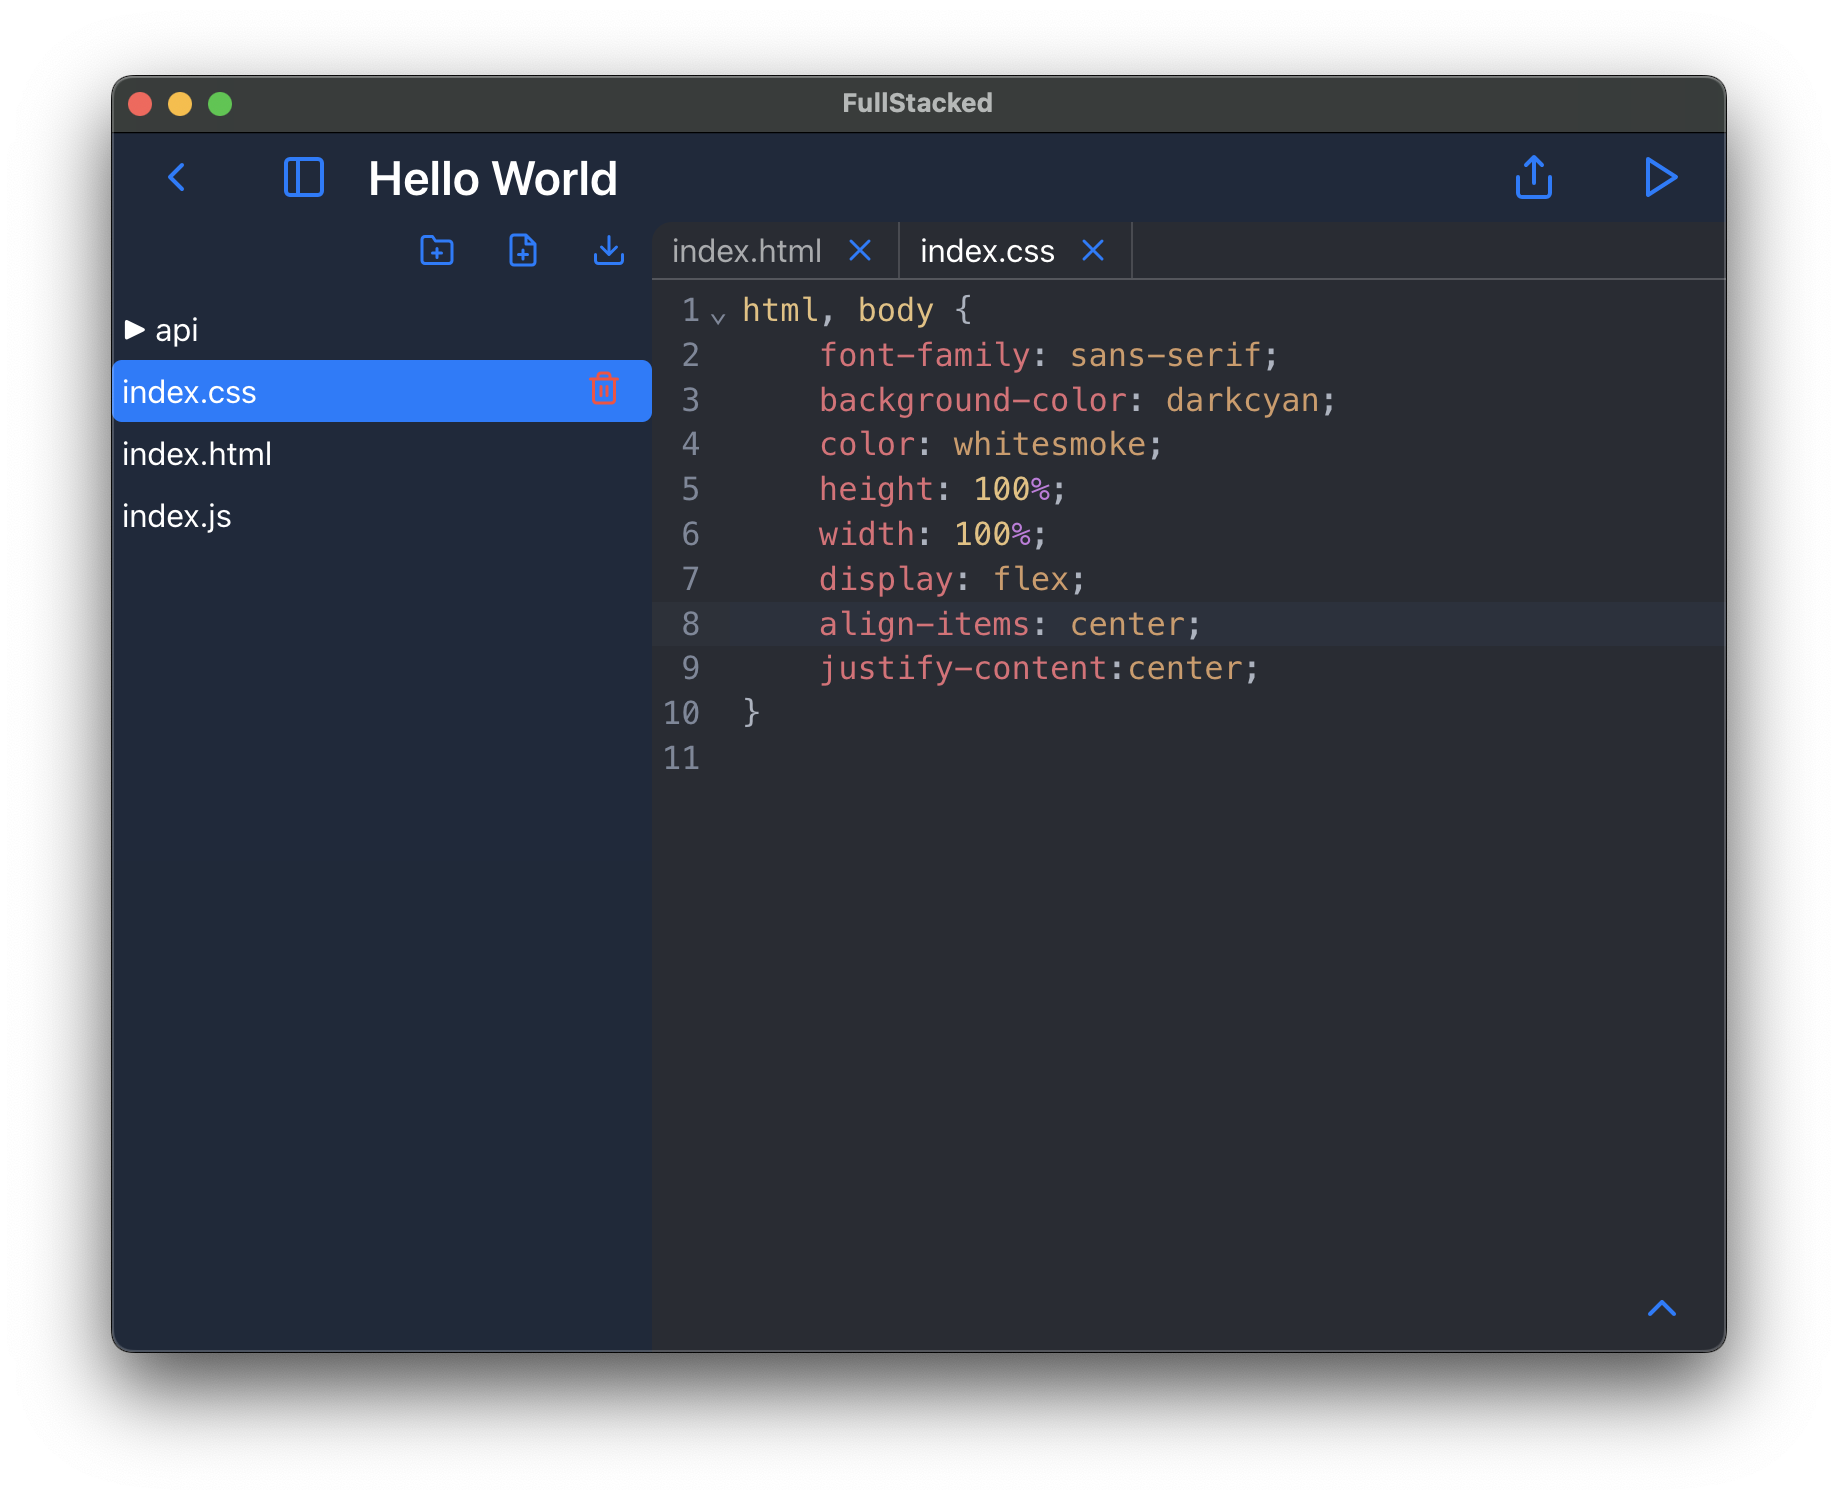 FullStacked
Hello World
api
index.css
index.html
index.js
index.html
index.css
1 html, body {
2     font-family: sans-serif;
3     background-color: darkcyan;
4     color: whitesmoke;
5     height: 100%;
6     width: 100%;
7     display: flex;
8     align-items: center;
9     justify-content:center;
10 }
11